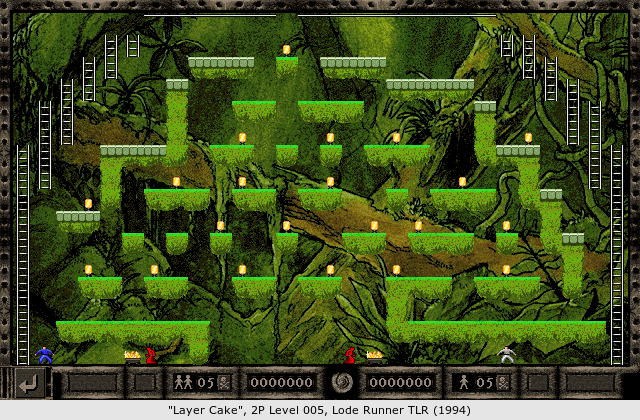 05 0000000 0000000 05
"Layer Cake", 2P Level 005, Lode Runner TLR (1994)